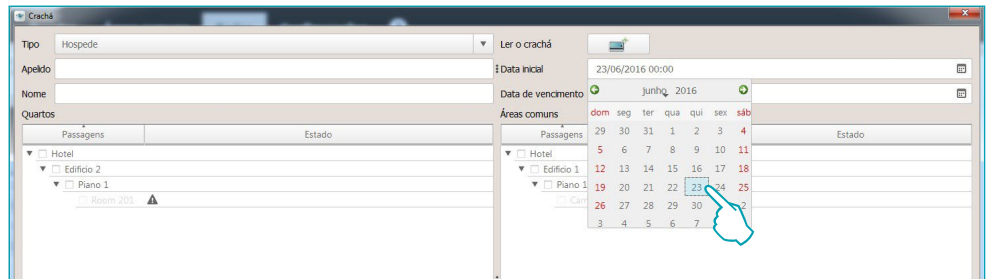 Crachá
Tipo Hospede Ler o crachá
Apelido Data inicial 23/06/2016 00:00
Nome Data de vencimento junho 2016
Quartos Áreas comuns dom seg ter qua qui sex sáb
Passagens Estado Passagens Estado
29 30 31 1 2 3 4
Hotel Hotel 5 6 7 8 9 10 11
Edificio 2 Edificio 1 12 13 14 15 16 17 18
Piano 1 Piano 1 19 20 21 22 23 24 25
Room 201 26 27 28 29 30 2
3 4 5 6 7